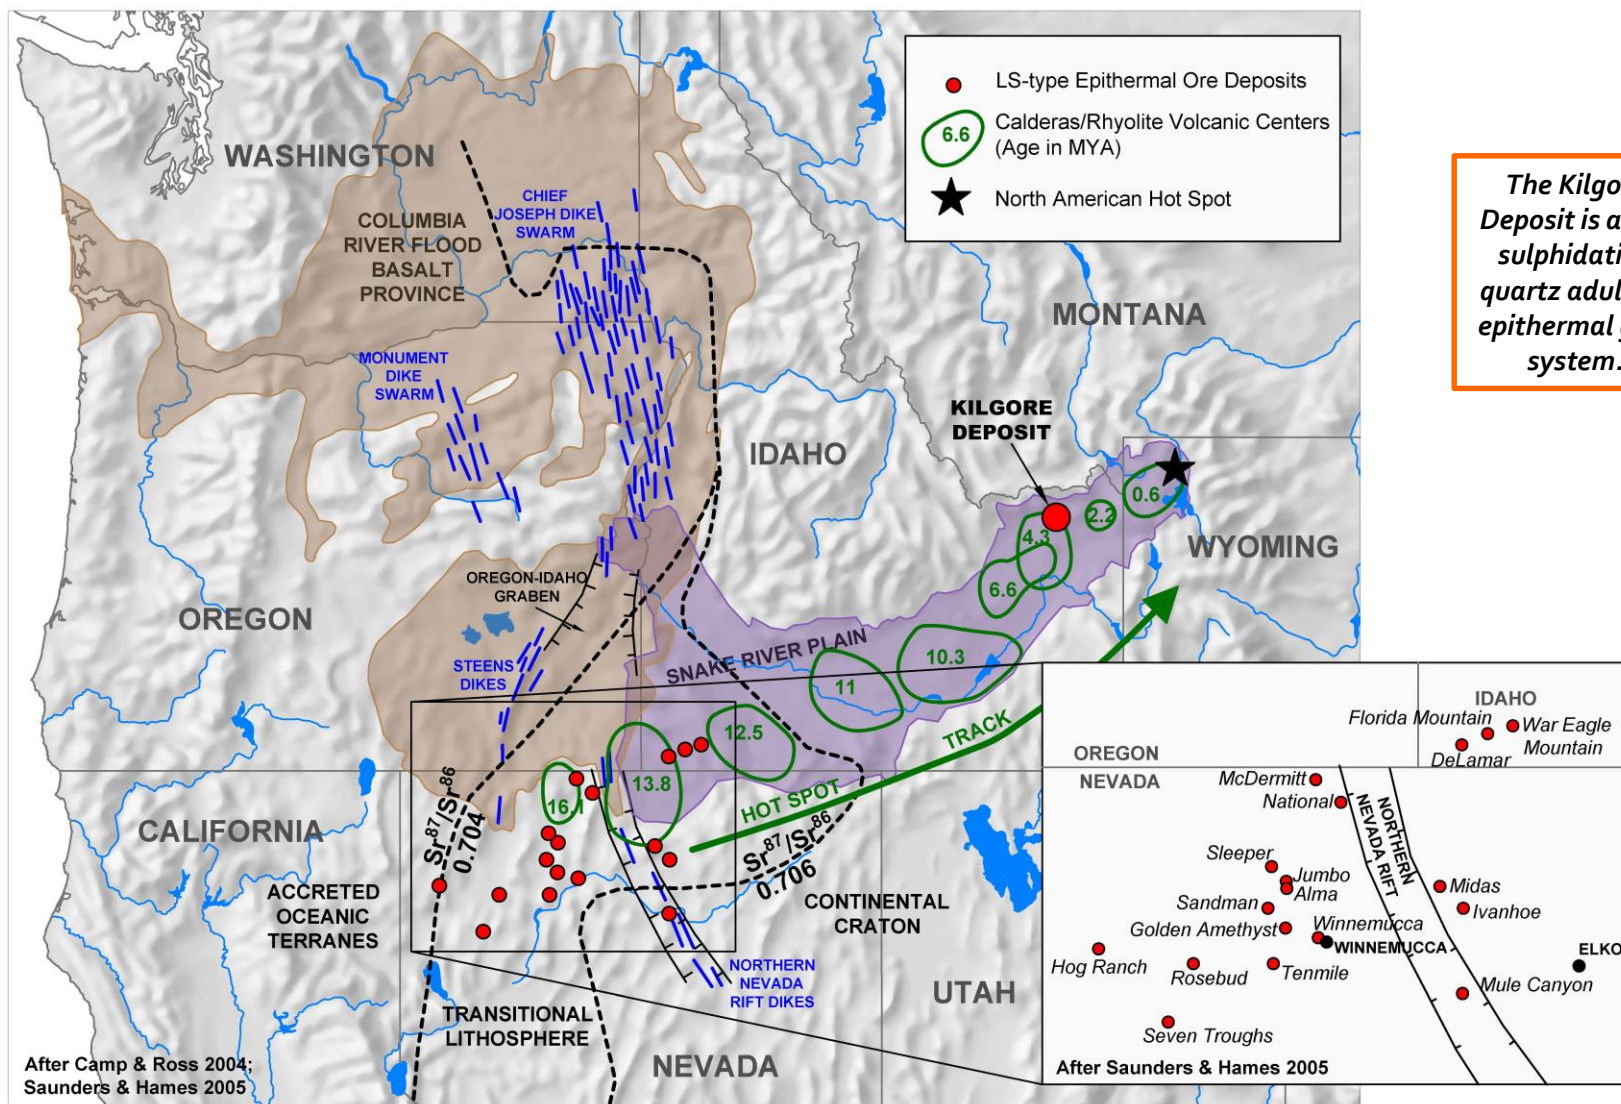 LS-type Epithermal Ore Deposits
6.6
Calderas/Rhyolite Volcanic Centers
(Age in MYA)
North American Hot Spot
The Kilgo
Deposit is a
sulphidati
quartz adul
epithermal
system.
WASHINGTON
COLUMBIA
RIVER FLOOD
BASALT
PROVINCE
CHIEF
JOSEPH DIKE
SWARM
MONUMENT
DIKE
SWARM
MONTANA
KILGORE
DEPOSIT
IDAHO
WYOMING
0.6
2.2
4.3
6.6
10.3
11
12.5
13.8
16.1
OREGON-IDAHO
GRABEN
OREGON
STEENS
DIKES
SNAKE RIVER PLAIN
HOT SPOT TRACK
Sr87/Sr86
0.704
Sr87/Sr86
0.706
CALIFORNIA
ACCRETED
OCEANIC
TERRANES
CONTINENTAL
CRATON
NORTHERN
NEVADA
RIFT DIKES
TRANSITIONAL
LITHOSPHERE
UTAH
NEVADA
After Camp & Ross 2004;
Saunders & Hames 2005
IDAHO
Florida Mountain
War Eagle
Mountain
DeLamar
OREGON
NEVADA
McDermitt
National
NORTHERN
NEVADA RIFT
Sleeper
Jumbo
Alma
Midas
Sandman
Ivanhoe
Golden Amethyst
Winnemucca
WINNEMUCCA
ELKO
Hog Ranch
Rosebud
Tenmile
Mule Canyon
Seven Troughs
After Saunders & Hames 2005